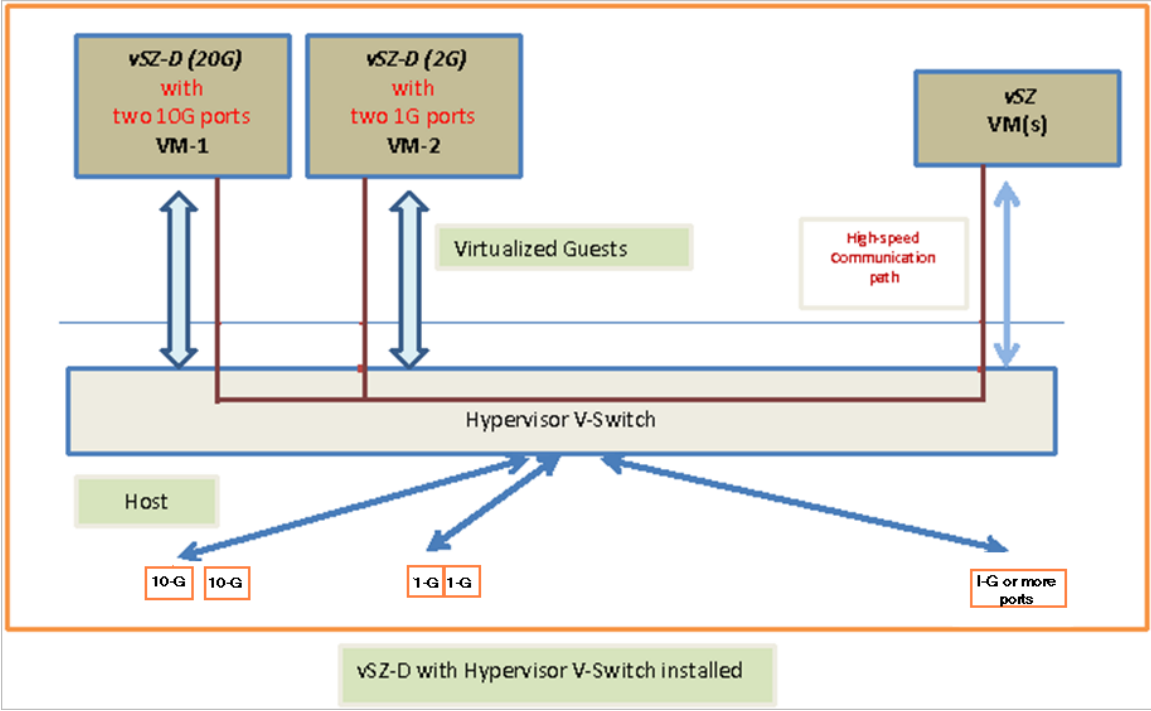 vSZ-D (20G)
with
two 10G ports
VM-1
vSZ-D (2G)
with
two 1G ports
VM-2
vSZ
VM(s)
Virtualized Guests
High-speed
Communication
path
Hypervisor V-Switch
Host
10-G
10-G
1-G
1-G
I-G or more
ports
vSZ-D with Hypervisor V-Switch installed